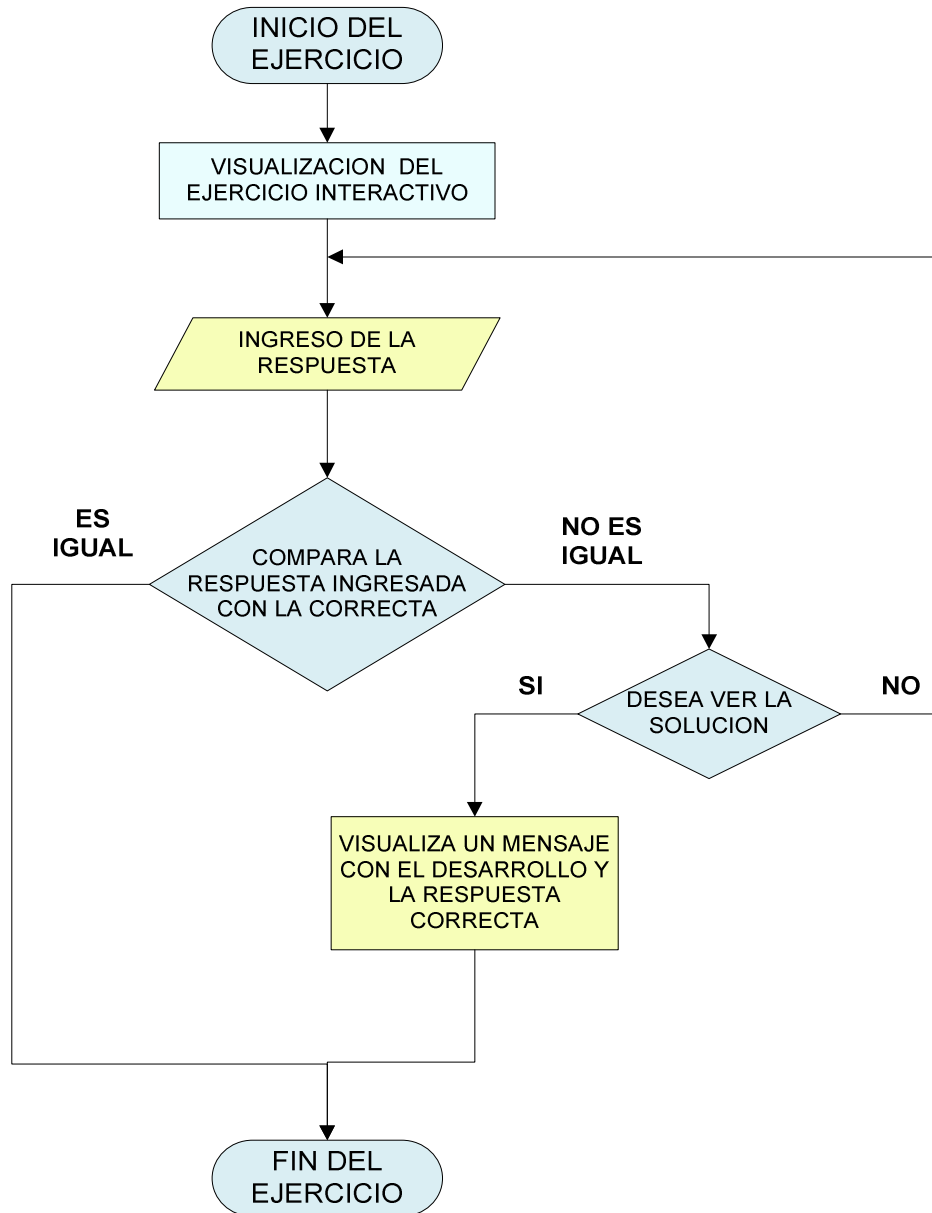 INICIO DEL
EJERCICIO
VISUALIZACION DEL
EJERCICIO INTERACTIVO
INGRESO DE LA
RESPUESTA
ES
IGUAL
NO ES
IGUAL
COMPARA LA
RESPUESTA INGRESADA
CON LA CORRECTA
SI
DESEA VER LA
SOLUCION
NO
VISUALIZA UN MENSAJE
CON EL DESARROLLO Y
LA RESPUESTA
CORRECTA
FIN DEL
EJERCICIO